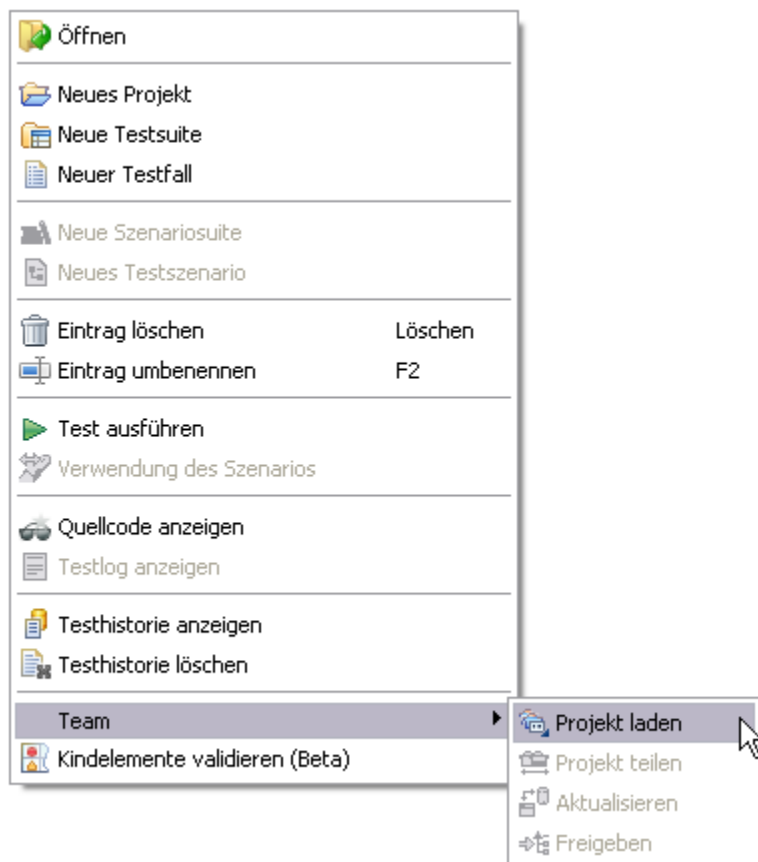 Öffnen
Neues Projekt
Neue Testsuite
Neuer Testfall
Neue Szenariosuite
Neues Testszenario
Eintrag löschen Löschen
Eintrag umbenennen F2
Test ausführen
Verwendung des Szenarios
Quellcode anzeigen
Testlog anzeigen
Testhistorie anzeigen
Testhistorie löschen
Team
Projekt laden
Kindelemente validieren (Beta)
Projekt teilen
Aktualisieren
Freigeben